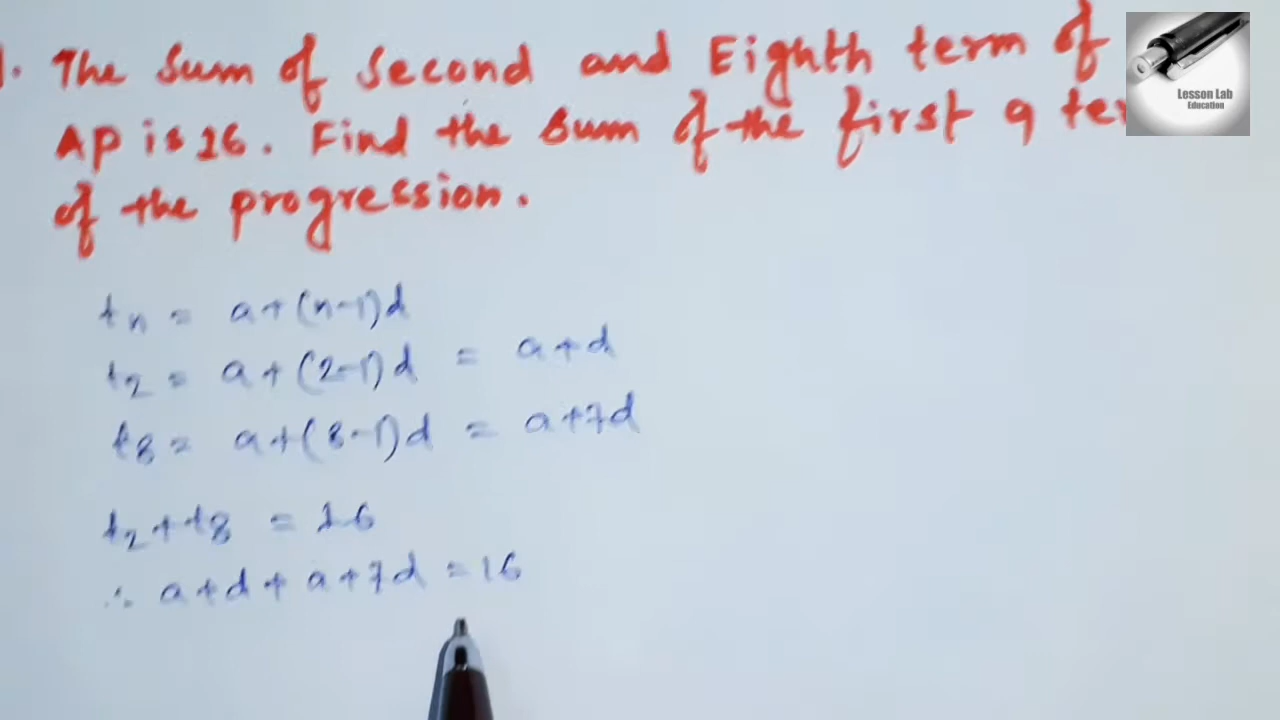 1. The Sum of Second and Eighth term of
AP is 16. Find the Sum of the first 9
of the progression.
tn = a+(n-1)d
t2 = a+(2-1)d = a+d
t8 = a+(8-1)d = a+7d
t2+t8 = 16
∴ a+d+a+7d = 16
Lesson Lab
Education